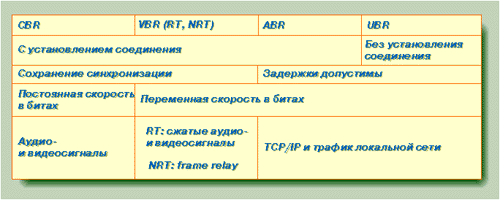 CBR VBR (RT, NRT) ABR UBR
С установлением соединения
Без установления
соединения
Сохранение синхронизации Задержки допустимы
Постоянная скорость
в битах
Переменная скорость в битах
Аудио-
и видеосигналы
RT: сжатые аудио-
и видеосигналы
NRT: frame relay
TCP/IP и трафик локальной сети